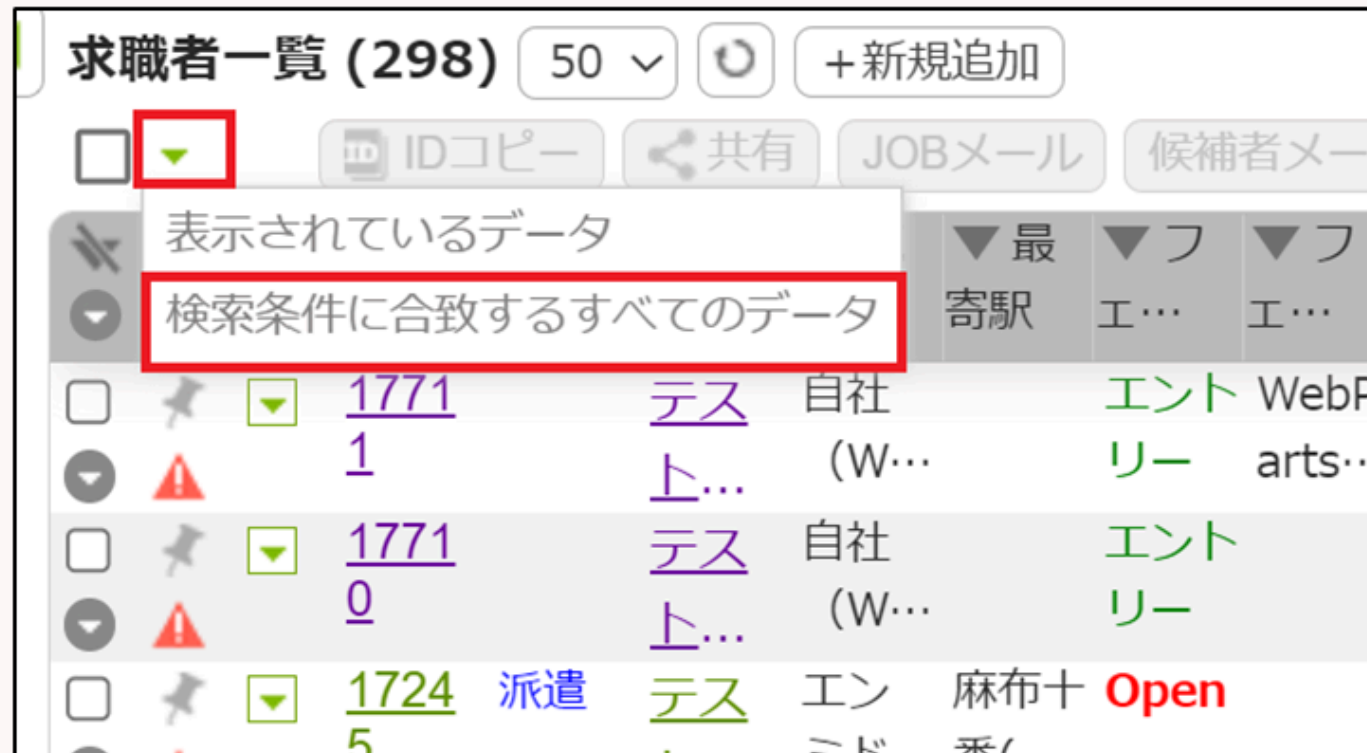 求職者一覧 (298) 50 +新規追加
IDコピー 共有 JOBメール 候補者メー
表示されているデータ
検索条件に合致するすべてのデータ
▼最 ▼フ ▼フ
寄駅 エ… エ…
1771 テス 自社 エント WebP
1 ト… (W… リー arts…
1771 テス 自社 エント
0 ト… (W… リー
1724 派遣 テス エン 麻布十 Open
5 ミド 番(